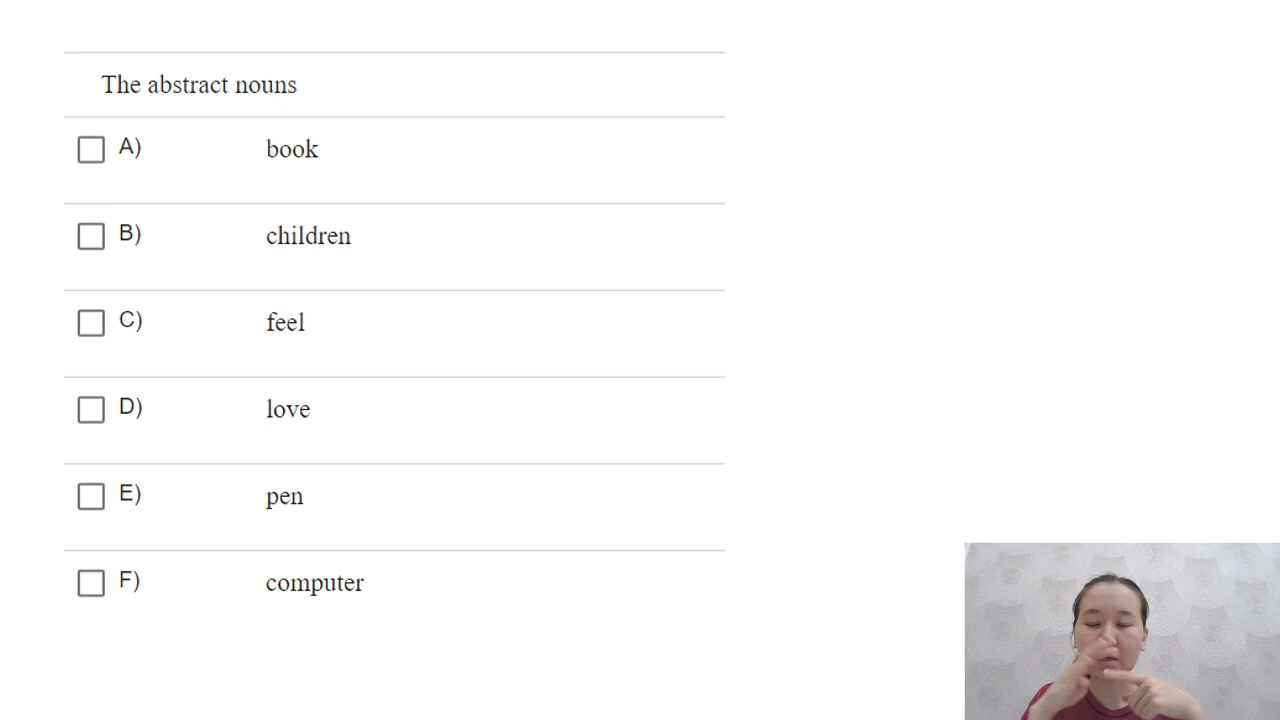 The abstract nouns
A) book
B) children
C) feel
D) love
E) pen
F) computer